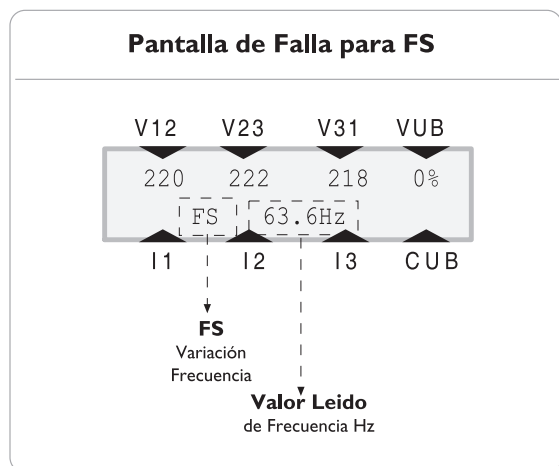 Pantalla de Falla para FS
V12 V23 V31 VUB
220 222 218 0%
FS 63.6Hz
I1 I2 I3 CUB
FS
Variación
Frecuencia
Valor Leido
de Frecuencia Hz